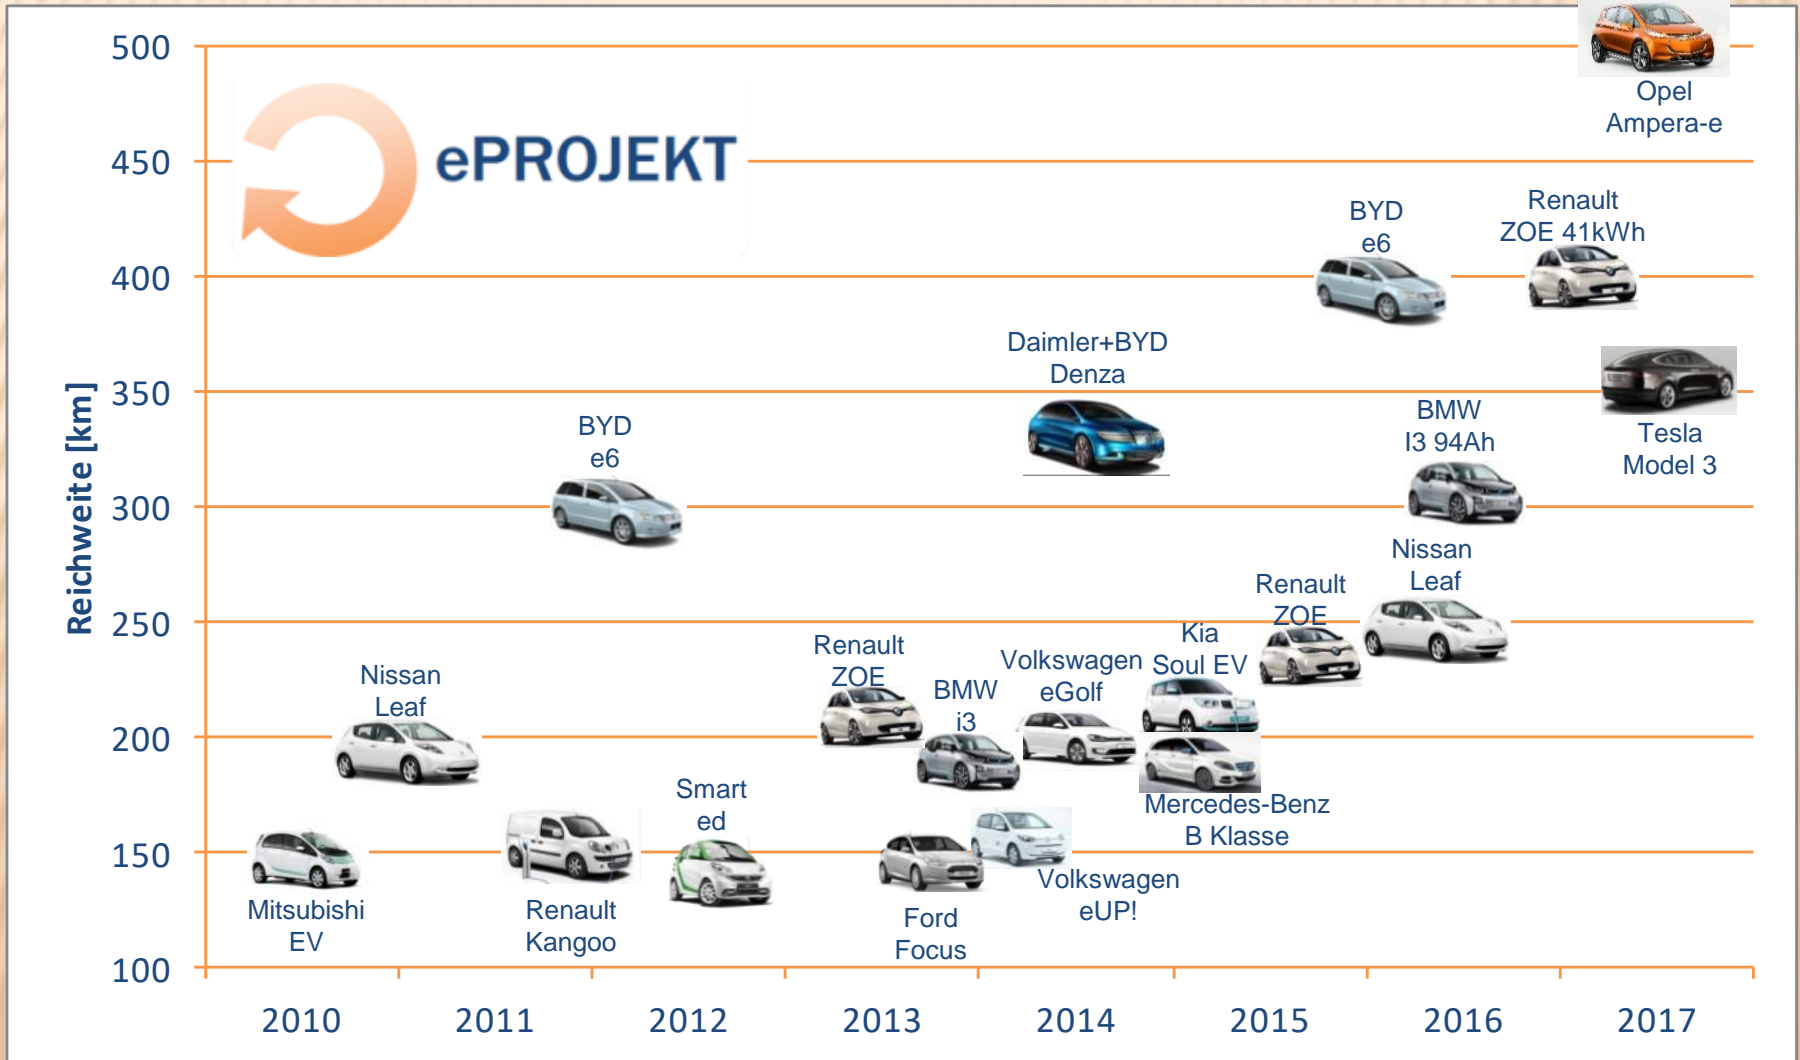 500
450
400
350
300
250
200
150
100
Reichweite [km]
ePROJEKT
Opel
Ampera-e
BYD
e6
Renault
ZOE 41kWh
Daimler+BYD
Denza
BYD
e6
BMW
I3 94Ah
Tesla
Model 3
Nissan
Leaf
Renault
ZOE
Kia
Soul EV
Renault
ZOE
Volkswagen
eGolf
BMW
i3
Nissan
Leaf
Smart
ed
Mercedes-Benz
B Klasse
Volkswagen
eUP!
Mitsubishi
EV
Renault
Kangoo
Ford
Focus
2010
2011
2012
2013
2014
2015
2016
2017